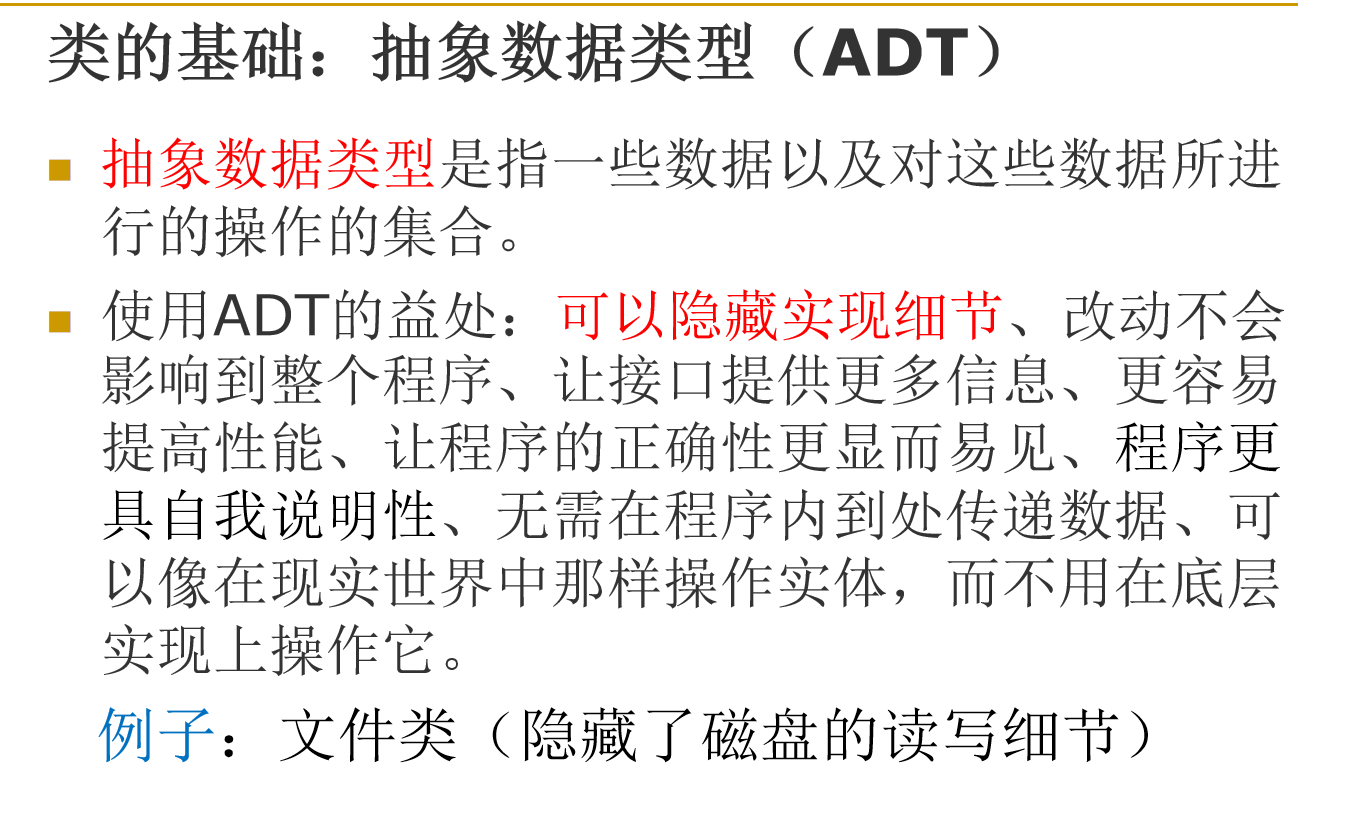 类的基础：抽象数据类型（ADT）
抽象数据类型是指一些数据以及对这些数据所进
行的操作的集合。
使用ADT的益处：可以隐藏实现细节、改动不会
影响到整个程序、让接口提供更多信息、更容易
提高性能、让程序的正确性更显而易见、程序更
具自我说明性、无需在程序内到处传递数据、可
以像在现实世界中那样操作实体，而不用在底层
实现上操作它。
例子：文件类（隐藏了磁盘的读写细节）